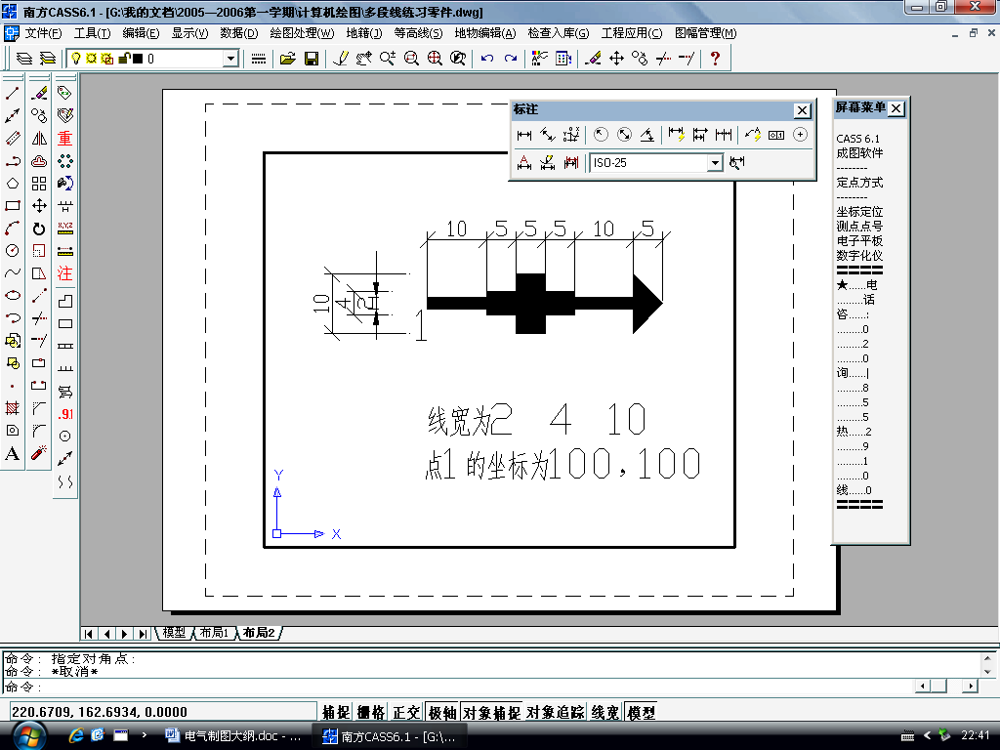 南方CASS6.1 - [G:\我的文档\2005—2006第一学期\计算机绘图\多段线练习零件.dwg]
文件(F) 工具(T) 编辑(E) 显示(V) 数据(D) 绘图处理(W) 地籍(J) 等高线(S) 地物编辑(A) 检查入库(G) 工程应用(C) 图幅管理(M)
0
标注
ISO-25
屏幕菜单
CASS 6.1
成图软件
--------
定点方式
--------
坐标定位
测点点号
电子平板
数字化仪
====
★......电
.........话
咨......:
.........0
.........2
.........0
询......|
.........8
.........5
.........5
热......2
.........9
.........1
.........0
线......0
====
重
X,Y,Z
注
.91
A
10 5 5 5 10 5
10 4 2
1
线宽为2 4 10
点1 的坐标为100,100
Y
X
模型 布局1 布局2
命令: 指定对角点:
命令: *取消*
命令:
220.6709, 162.6934, 0.0000
捕捉 栅格 正交 极轴 对象捕捉 对象追踪 线宽 模型
电气制图大纲.doc - ...
南方CASS6.1 - [G:\...
22:41